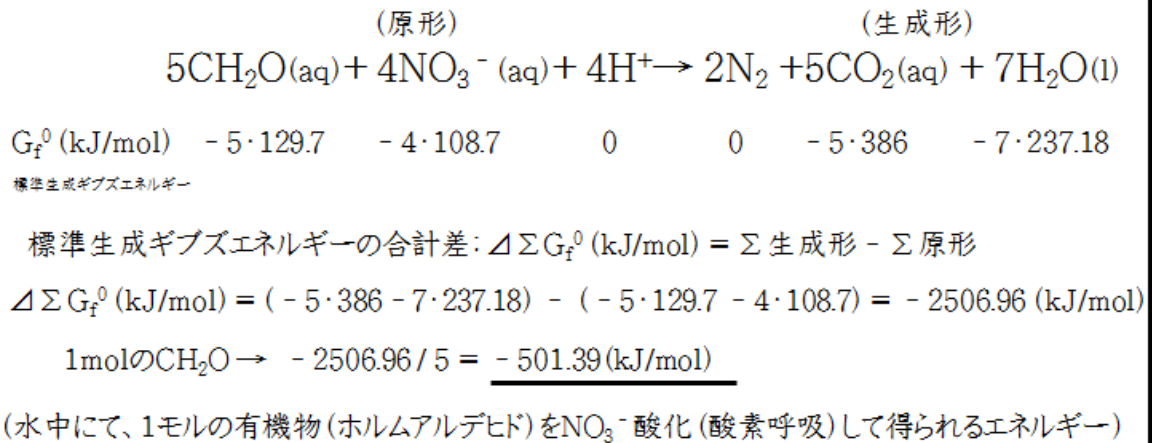 (原形) (生成形)
5CH₂O(aq)+ 4NO₃⁻ (aq)+ 4H⁺→ 2N₂ +5CO₂(aq) + 7H₂O(l)
G_f⁰ (kJ/mol) −5·129.7 −4·108.7 0 0 −5·386 −7·237.18
標準生成ギブズエネルギー
標準生成ギブズエネルギーの合計差:⊿ΣG_f⁰ (kJ/mol) = Σ生成形 − Σ原形
⊿ΣG_f⁰ (kJ/mol) = (−5·386 −7·237.18) − (−5·129.7 −4·108.7) = −2506.96 (kJ/mol)
1molのCH₂O→ −2506.96 / 5 = −501.39(kJ/mol)
(水中にて、1モルの有機物(ホルムアルデヒド)をNO₃⁻酸化(酸素呼吸)して得られるエネルギー)